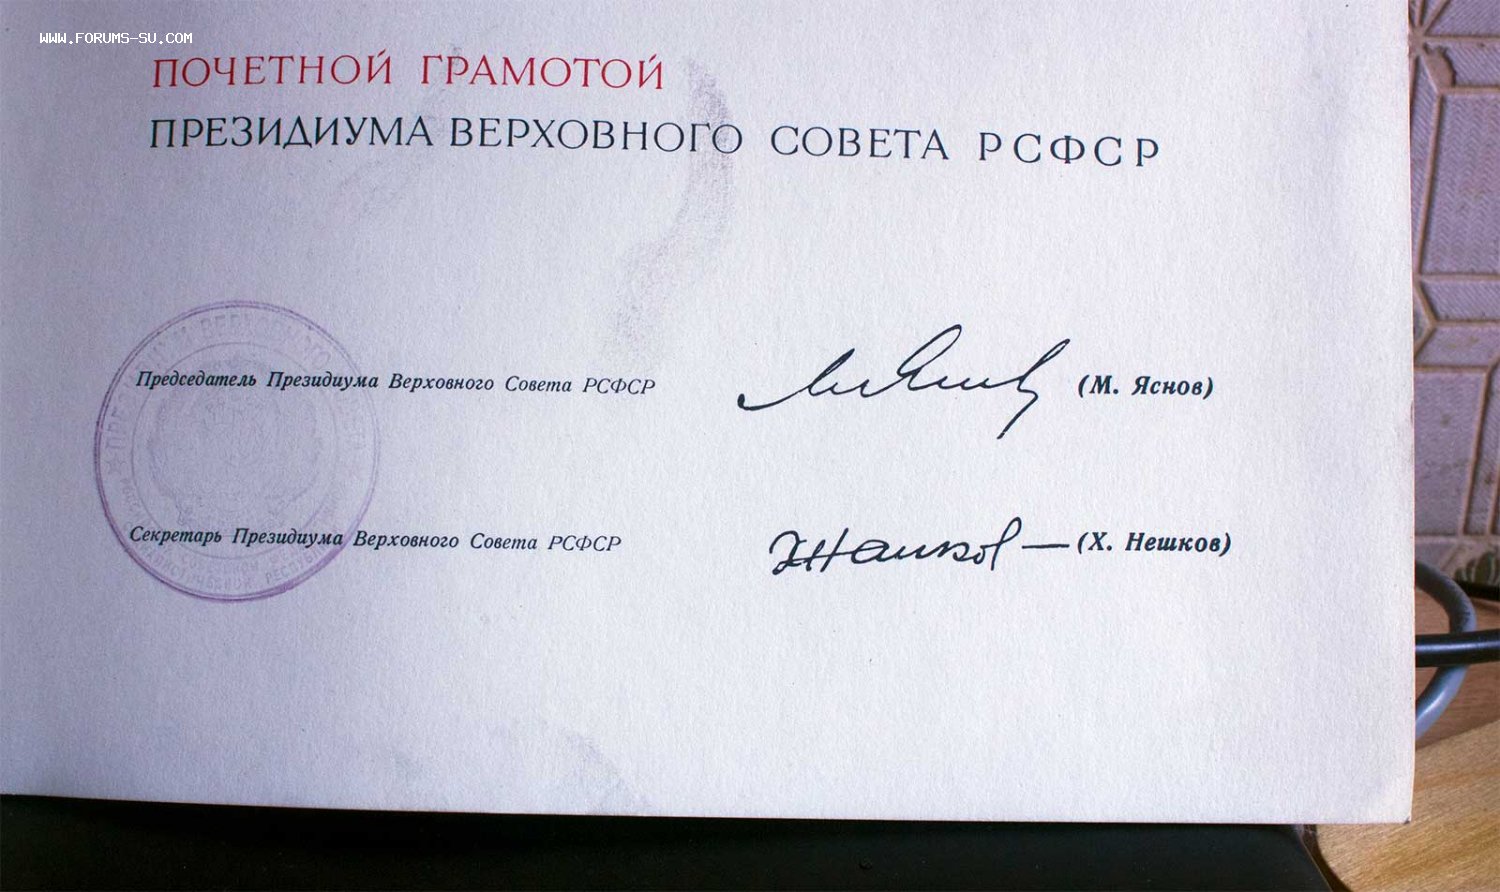 WWW.FORUMS-SU.COM
ПОЧЕТНОЙ ГРАМОТОЙ
ПРЕЗИДИУМА ВЕРХОВНОГО СОВЕТА РСФСР
Председатель Президиума Верховного Совета РСФСР (М. Яснов)
Секретарь Президиума Верховного Совета РСФСР (Х. Нешков)